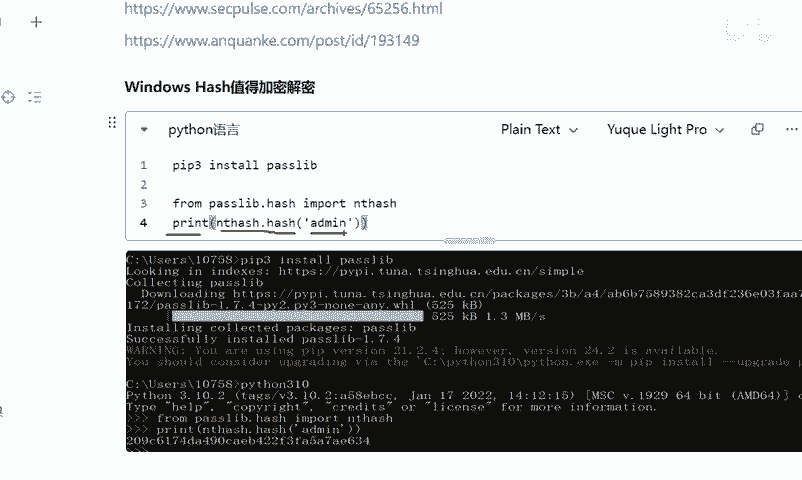 https://www.secpulse.com/archives/65256.html
https://www.anquanke.com/post/id/193149
Windows Hash值得加密解密
python语言
Plain Text
Yuque Light Pro
1 pip3 install passlib
2
3 from passlib.hash import nthash
4 print(nthash.hash('admin'))
C:\Users\10758>pip3 install passlib
Looking in indexes: https://pypi.tuna.tsinghua.edu.cn/simple
Collecting passlib
Downloading https://pypi.tuna.tsinghua.edu.cn/packages/3b/a4/ab6b7589382ca3df236e03faa7
172/passlib-1.7.4-py2.py3-none-any.whl (525 kB)
525 kB 1.3 MB/s
Installing collected packages: passlib
Successfully installed passlib-1.7.4
WARNING: You are using pip version 21.2.4; however, version 24.2 is available.
You should consider upgrading via the 'C:\python310\python.exe -m pip install --upgrade p
C:\Users\10758>python310
Python 3.10.2 (tags/v3.10.2:a58ebcc, Jan 17 2022, 14:12:15) [MSC v.1929 64 bit (AMD64)]
Type "help", "copyright", "credits" or "license" for more information.
>>> from passlib.hash import nthash
>>> print(nthash.hash('admin'))
209c6174da490caeb422f3fa5a7ae634
>>>